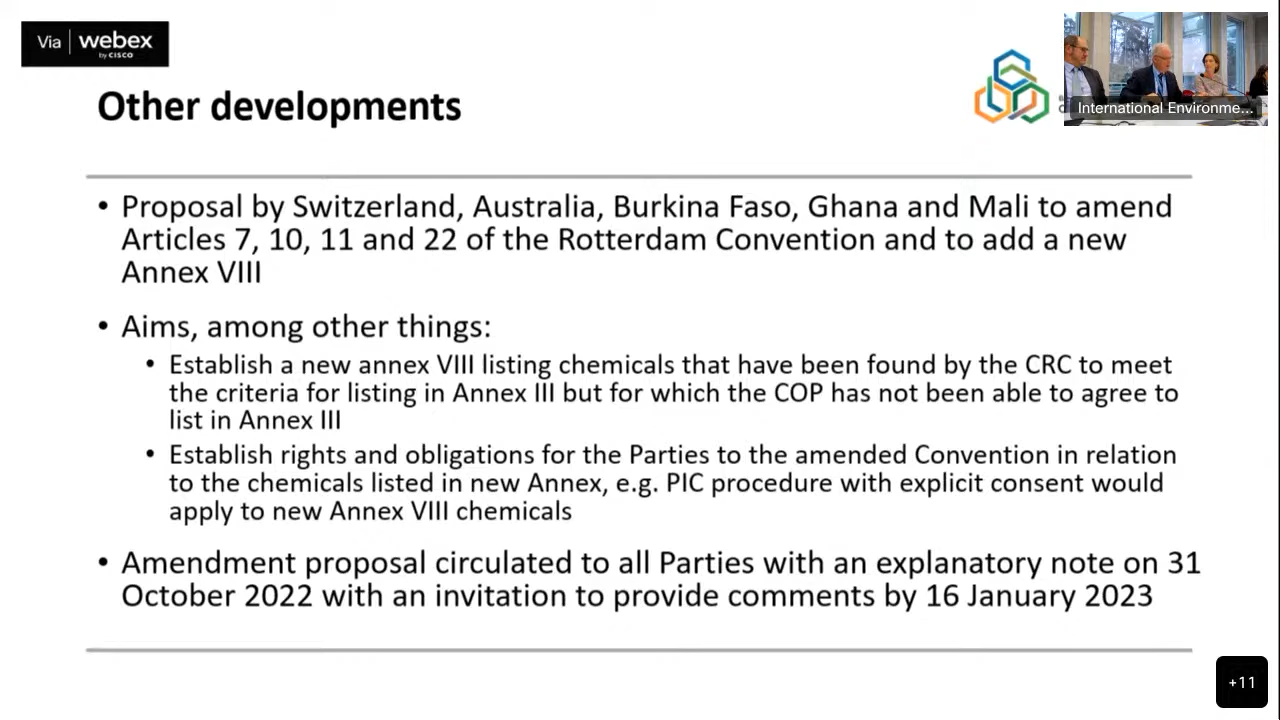 Via webex
by CISCO
Other developments
International Environme...
• Proposal by Switzerland, Australia, Burkina Faso, Ghana and Mali to amend
Articles 7, 10, 11 and 22 of the Rotterdam Convention and to add a new
Annex VIII
• Aims, among other things:
• Establish a new annex VIII listing chemicals that have been found by the CRC to meet
the criteria for listing in Annex III but for which the COP has not been able to agree to
list in Annex III
• Establish rights and obligations for the Parties to the amended Convention in relation
to the chemicals listed in new Annex, e.g. PIC procedure with explicit consent would
apply to new Annex VIII chemicals
• Amendment proposal circulated to all Parties with an explanatory note on 31
October 2022 with an invitation to provide comments by 16 January 2023
+11